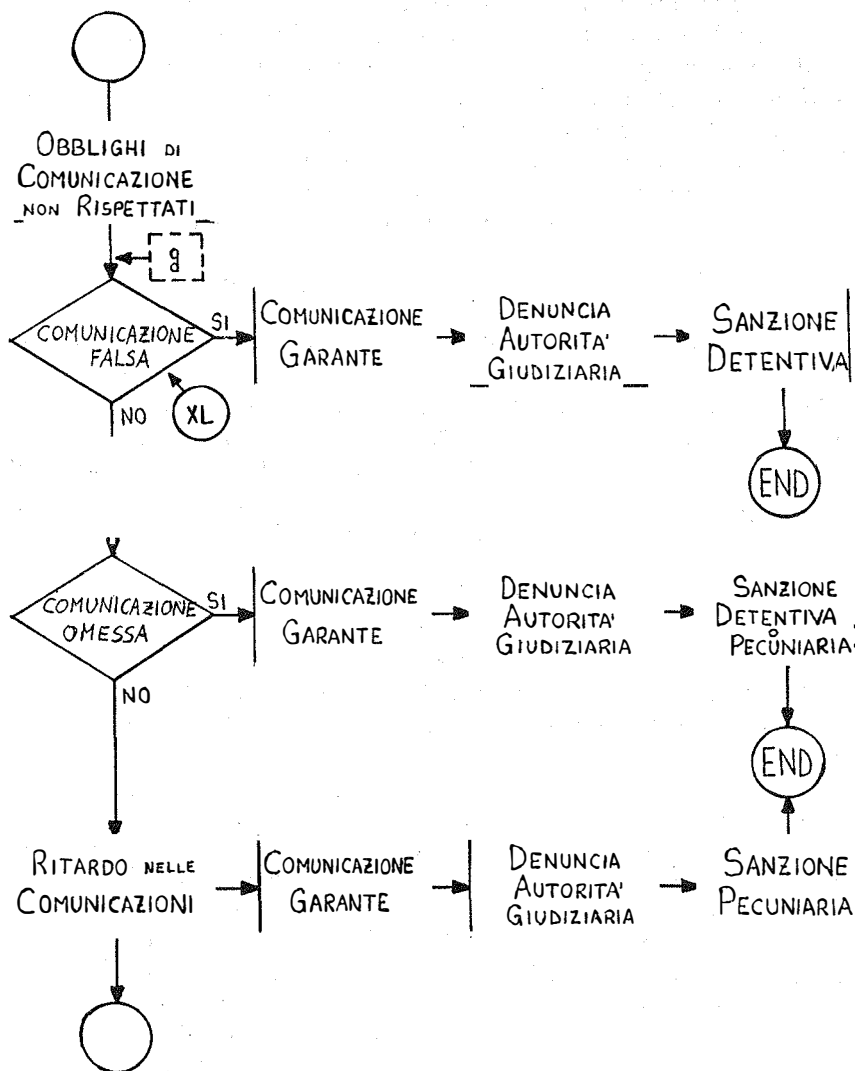 OBBLIGHI DI
COMUNICAZIONE
NON RISPETTATI
g
COMUNICAZIONE
FALSA
SI
NO
XL
COMUNICAZIONE
GARANTE
DENUNCIA
AUTORITA'
GIUDIZIARIA
SANZIONE
DETENTIVA
END
COMUNICAZIONE
OMESSA
SI
NO
COMUNICAZIONE
GARANTE
DENUNCIA
AUTORITA'
GIUDIZIARIA
SANZIONE
DETENTIVA
O
PECUNIARIA
END
RITARDO NELLE
COMUNICAZIONI
COMUNICAZIONE
GARANTE
DENUNCIA
AUTORITA'
GIUDIZIARIA
SANZIONE
PECUNIARIA